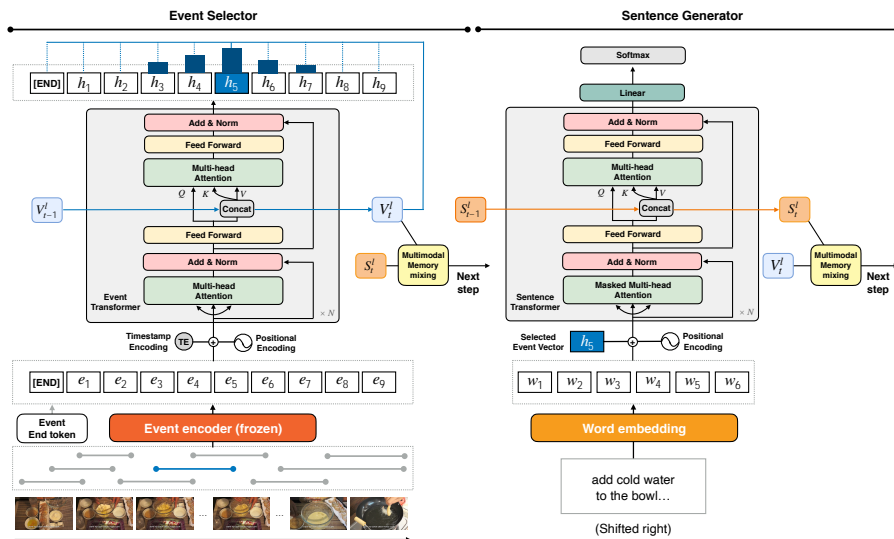 Event Selector
[END] h1 h2 h3 h4 h5 h6 h7 h8 h9
Add & Norm
Feed Forward
Multi-head
Attention
Q K V
V^l_{t-1}
Concat
V^l_t
Feed Forward
Add & Norm
Multi-head
Attention
Event
Transformer
× N
S^l_t
Multimodal
Memory
mixing
Next
step
Timestamp
Encoding
TE
Positional
Encoding
[END] e1 e2 e3 e4 e5 e6 e7 e8 e9
Event
End token
Event encoder (frozen)
... ...
Sentence Generator
Softmax
Linear
Add & Norm
Feed Forward
Multi-head
Attention
Q K V
S^l_{t-1}
Concat
S^l_t
Feed Forward
Add & Norm
Masked Multi-head
Attention
Sentence
Transformer
× N
V^l_t
Multimodal
Memory
mixing
Next
step
Selected
Event Vector
h5
Positional
Encoding
w1 w2 w3 w4 w5 w6
Word embedding
add cold water
to the bowl…
(Shifted right)